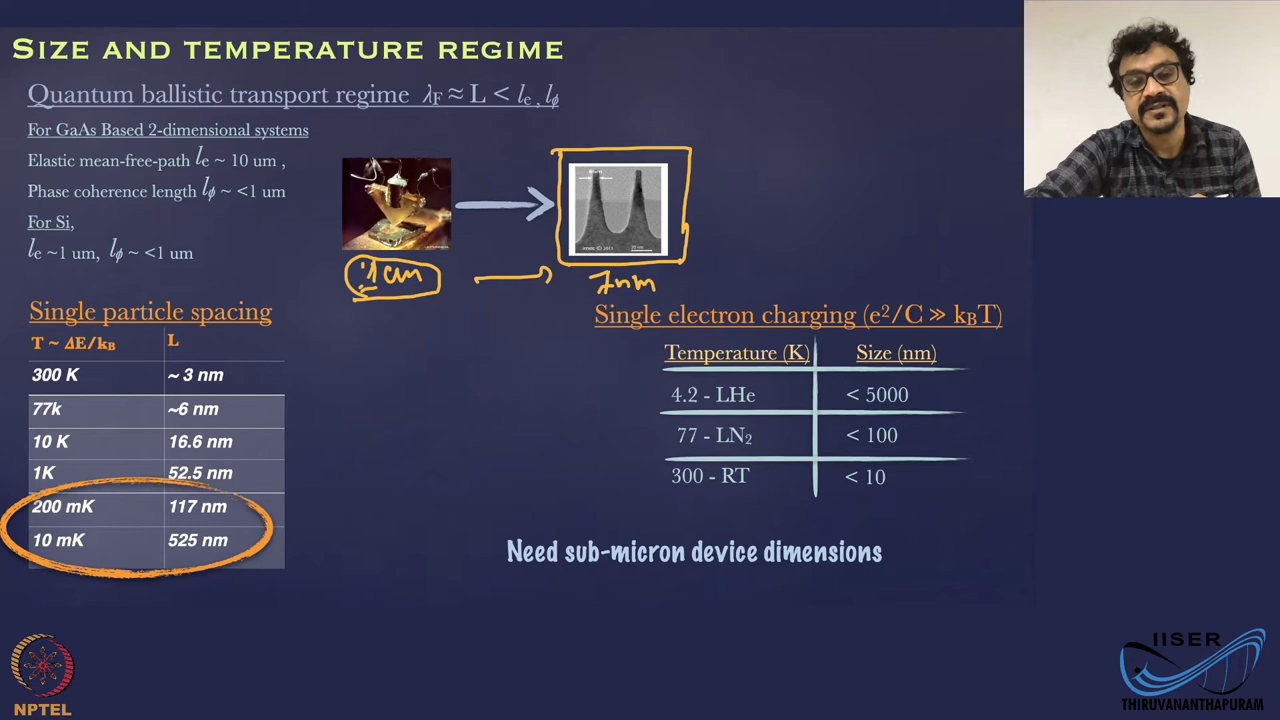 SIZE AND TEMPERATURE REGIME
Quantum ballistic transport regime λF ≈ L < le , lφ
For GaAs Based 2-dimensional systems
Elastic mean-free-path le ~ 10 um ,
Phase coherence length lφ ~ <1 um
For Si,
le ~1 um, lφ ~ <1 um
imec © 2013
1 cm
7nm
Single particle spacing
T ~ ΔE/kB L
300 K ~ 3 nm
77k ~6 nm
10 K 16.6 nm
1K 52.5 nm
200 mK 117 nm
10 mK 525 nm
Single electron charging (e²/C ≫ kBT)
Temperature (K) Size (nm)
4.2 - LHe < 5000
77 - LN₂ < 100
300 - RT < 10
Need sub-micron device dimensions
NPTEL
IISER
THIRUVANANTHAPURAM